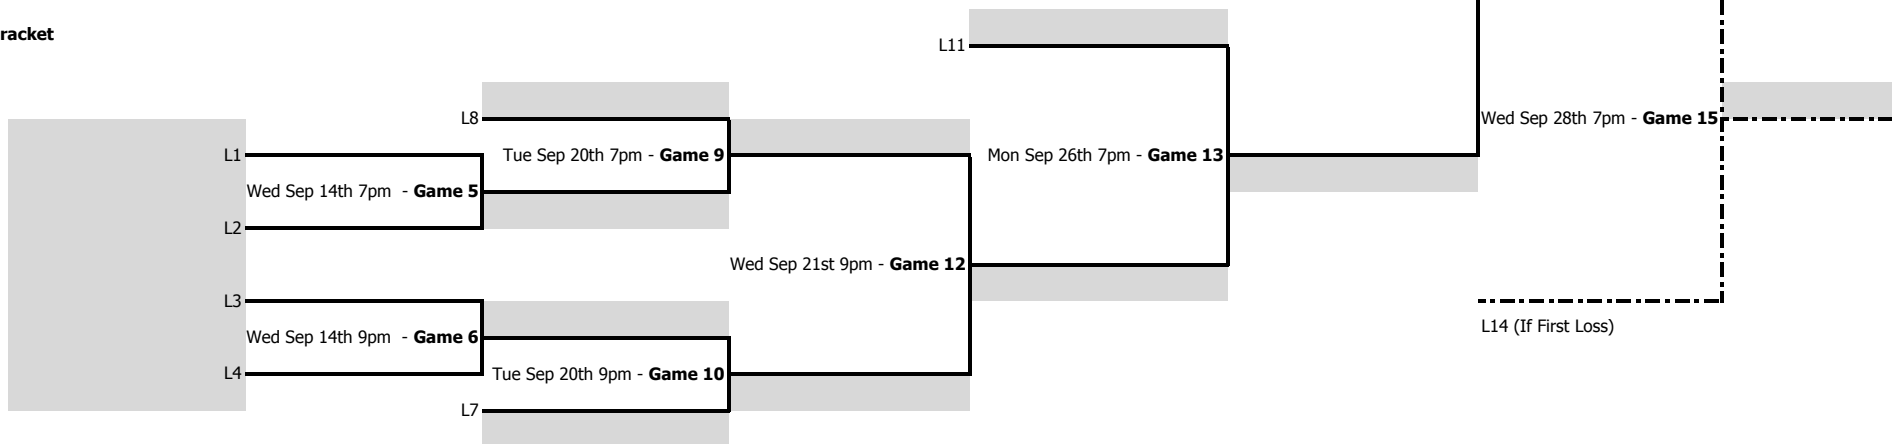 racket
L11
L8
Wed Sep 28th 7pm - Game 15
L1
Tue Sep 20th 7pm - Game 9
Mon Sep 26th 7pm - Game 13
Wed Sep 14th 7pm - Game 5
L2
Wed Sep 21st 9pm - Game 12
L3
L14 (If First Loss)
Wed Sep 14th 9pm - Game 6
L4
Tue Sep 20th 9pm - Game 10
L7